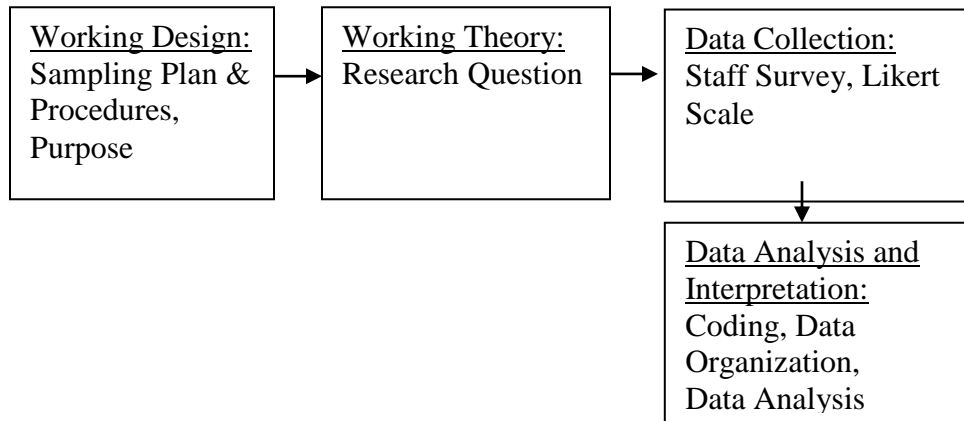 Working Design:
Sampling Plan &
Procedures,
Purpose
Working Theory:
Research Question
Data Collection:
Staff Survey, Likert
Scale
Data Analysis and
Interpretation:
Coding, Data
Organization,
Data Analysis